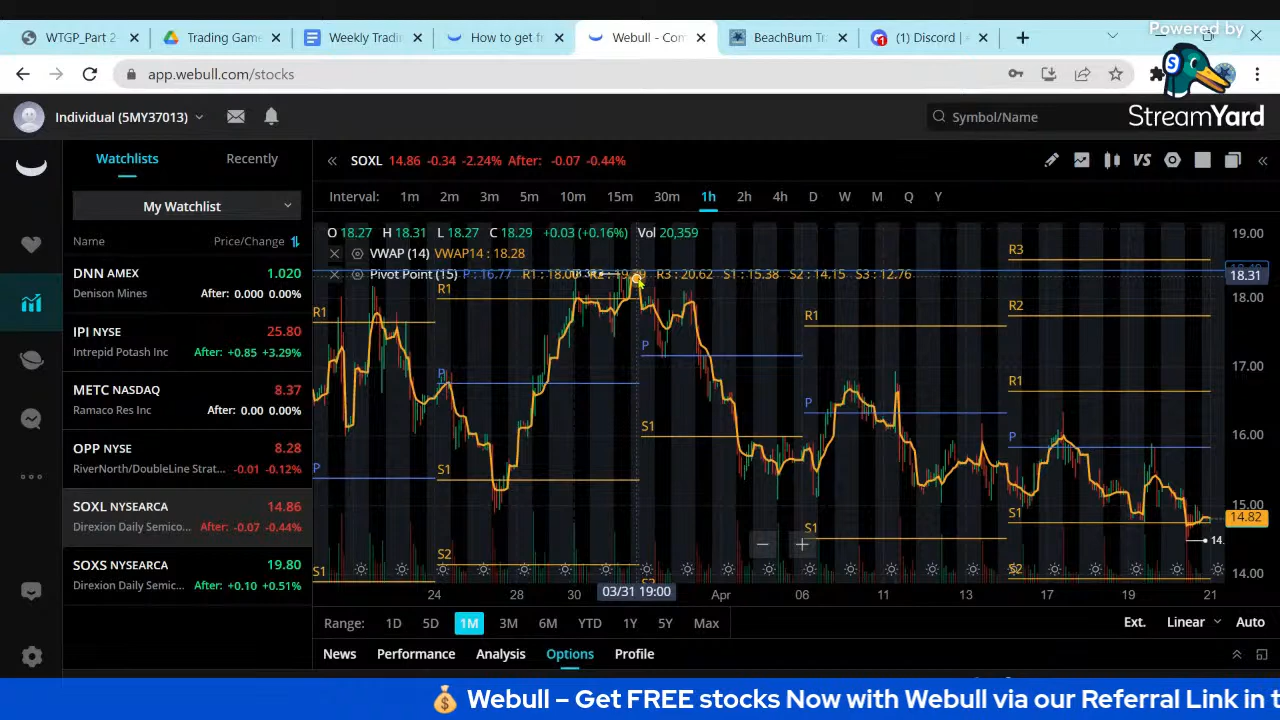 Powered by
WTGP_Part 2
Trading Game
Weekly Tradi
How to get fr
Webull - Com
BeachBum Tr
(1) Discord |
app.webull.com/stocks
StreamYard
Individual (5MY37013)
Symbol/Name
Watchlists
Recently
My Watchlist
Name
Price/Change
DNN AMEX 1.020
Denison Mines After: 0.000 0.00%
IPI NYSE 25.80
Intrepid Potash Inc After: +0.85 +3.29%
METC NASDAQ 8.37
Ramaco Res Inc After: 0.00 0.00%
OPP NYSE 8.28
RiverNorth/DoubleLine Strat... -0.01 -0.12%
SOXL NYSEARCA 14.86
Direxion Daily Semico... After: -0.07 -0.44%
SOXS NYSEARCA 19.80
Direxion Daily Semic... After: +0.10 +0.51%
SOXL 14.86 -0.34 -2.24% After: -0.07 -0.44%
VS
Interval: 1m 2m 3m 5m 10m 15m 30m 1h 2h 4h D W M Q Y
O 18.27 H 18.31 L 18.27 C 18.29 +0.03 (+0.16%) Vol 20,359
VWAP (14) VWAP14 : 18.28
Pivot Point (15) P : 16.77 R3 : 20.62 S1 : 15.38 S2 : 14.15 S3 : 12.76
R1
P
S1
R1
P
S1
S2
P
S1
S2
R1
P
S1
R3
R2
R1
P
S1
S2
14.
19.00
18.31
18.00
17.00
16.00
15.00
14.82
14.00
24 28 30 03/31 19:00 Apr 06 11 13 17 19 21
Range: 1D 5D 1M 3M 6M YTD 1Y 5Y Max
Ext. Linear Auto
News Performance Analysis Options Profile
Webull – Get FREE stocks Now with Webull via our Referral Link in t